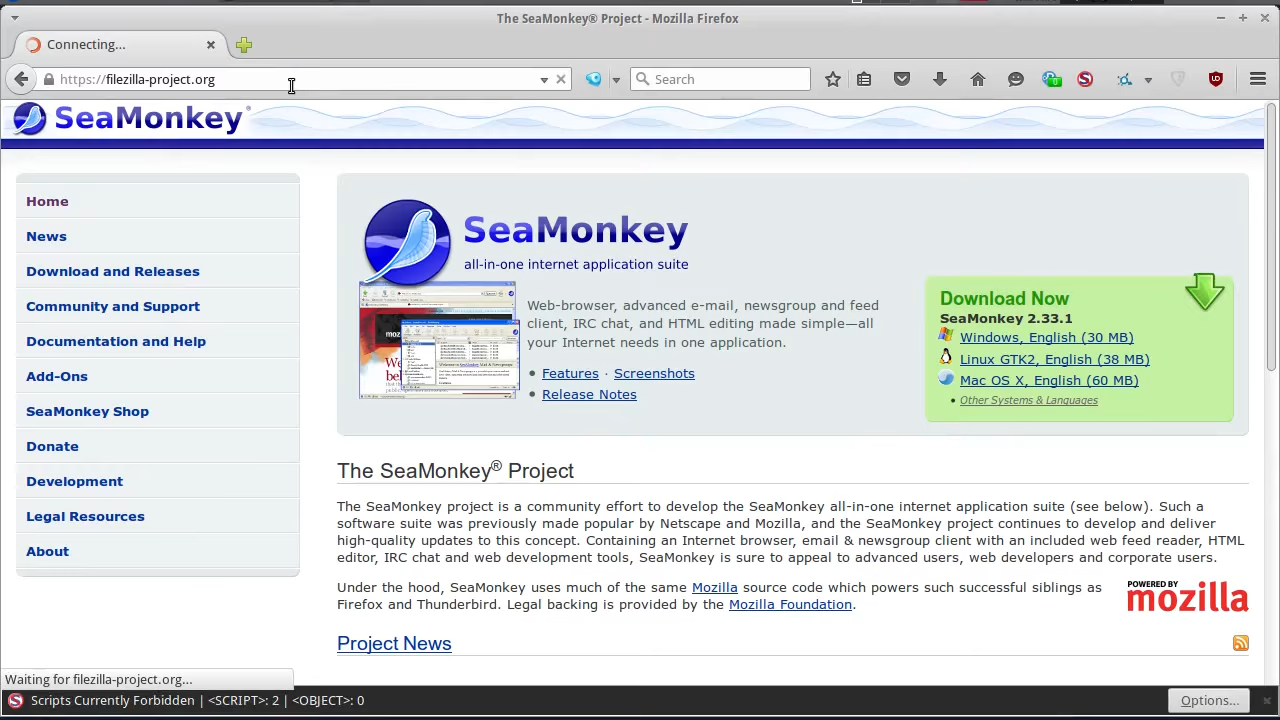 The SeaMonkey® Project - Mozilla Firefox
Connecting...
https://filezilla-project.org
Search
0
SeaMonkey®
Home
News
Download and Releases
Community and Support
Documentation and Help
Add-Ons
SeaMonkey Shop
Donate
Development
Legal Resources
About
SeaMonkey
all-in-one internet application suite
Web-browser, advanced e-mail, newsgroup and feed
client, IRC chat, and HTML editing made simple—all
your Internet needs in one application.
• Features · Screenshots
• Release Notes
Download Now
SeaMonkey 2.33.1
Windows, English (30 MB)
Linux GTK2, English (38 MB)
Mac OS X, English (60 MB)
• Other Systems & Languages
The SeaMonkey® Project
The SeaMonkey project is a community effort to develop the SeaMonkey all-in-one internet application suite (see below). Such a
software suite was previously made popular by Netscape and Mozilla, and the SeaMonkey project continues to develop and deliver
high-quality updates to this concept. Containing an Internet browser, email & newsgroup client with an included web feed reader, HTML
editor, IRC chat and web development tools, SeaMonkey is sure to appeal to advanced users, web developers and corporate users.
Under the hood, SeaMonkey uses much of the same Mozilla source code which powers such successful siblings as
Firefox and Thunderbird. Legal backing is provided by the Mozilla Foundation.
POWERED BY
mozilla
Project News
Waiting for filezilla-project.org...
Scripts Currently Forbidden | <SCRIPT>: 2 | <OBJECT>: 0
Options...